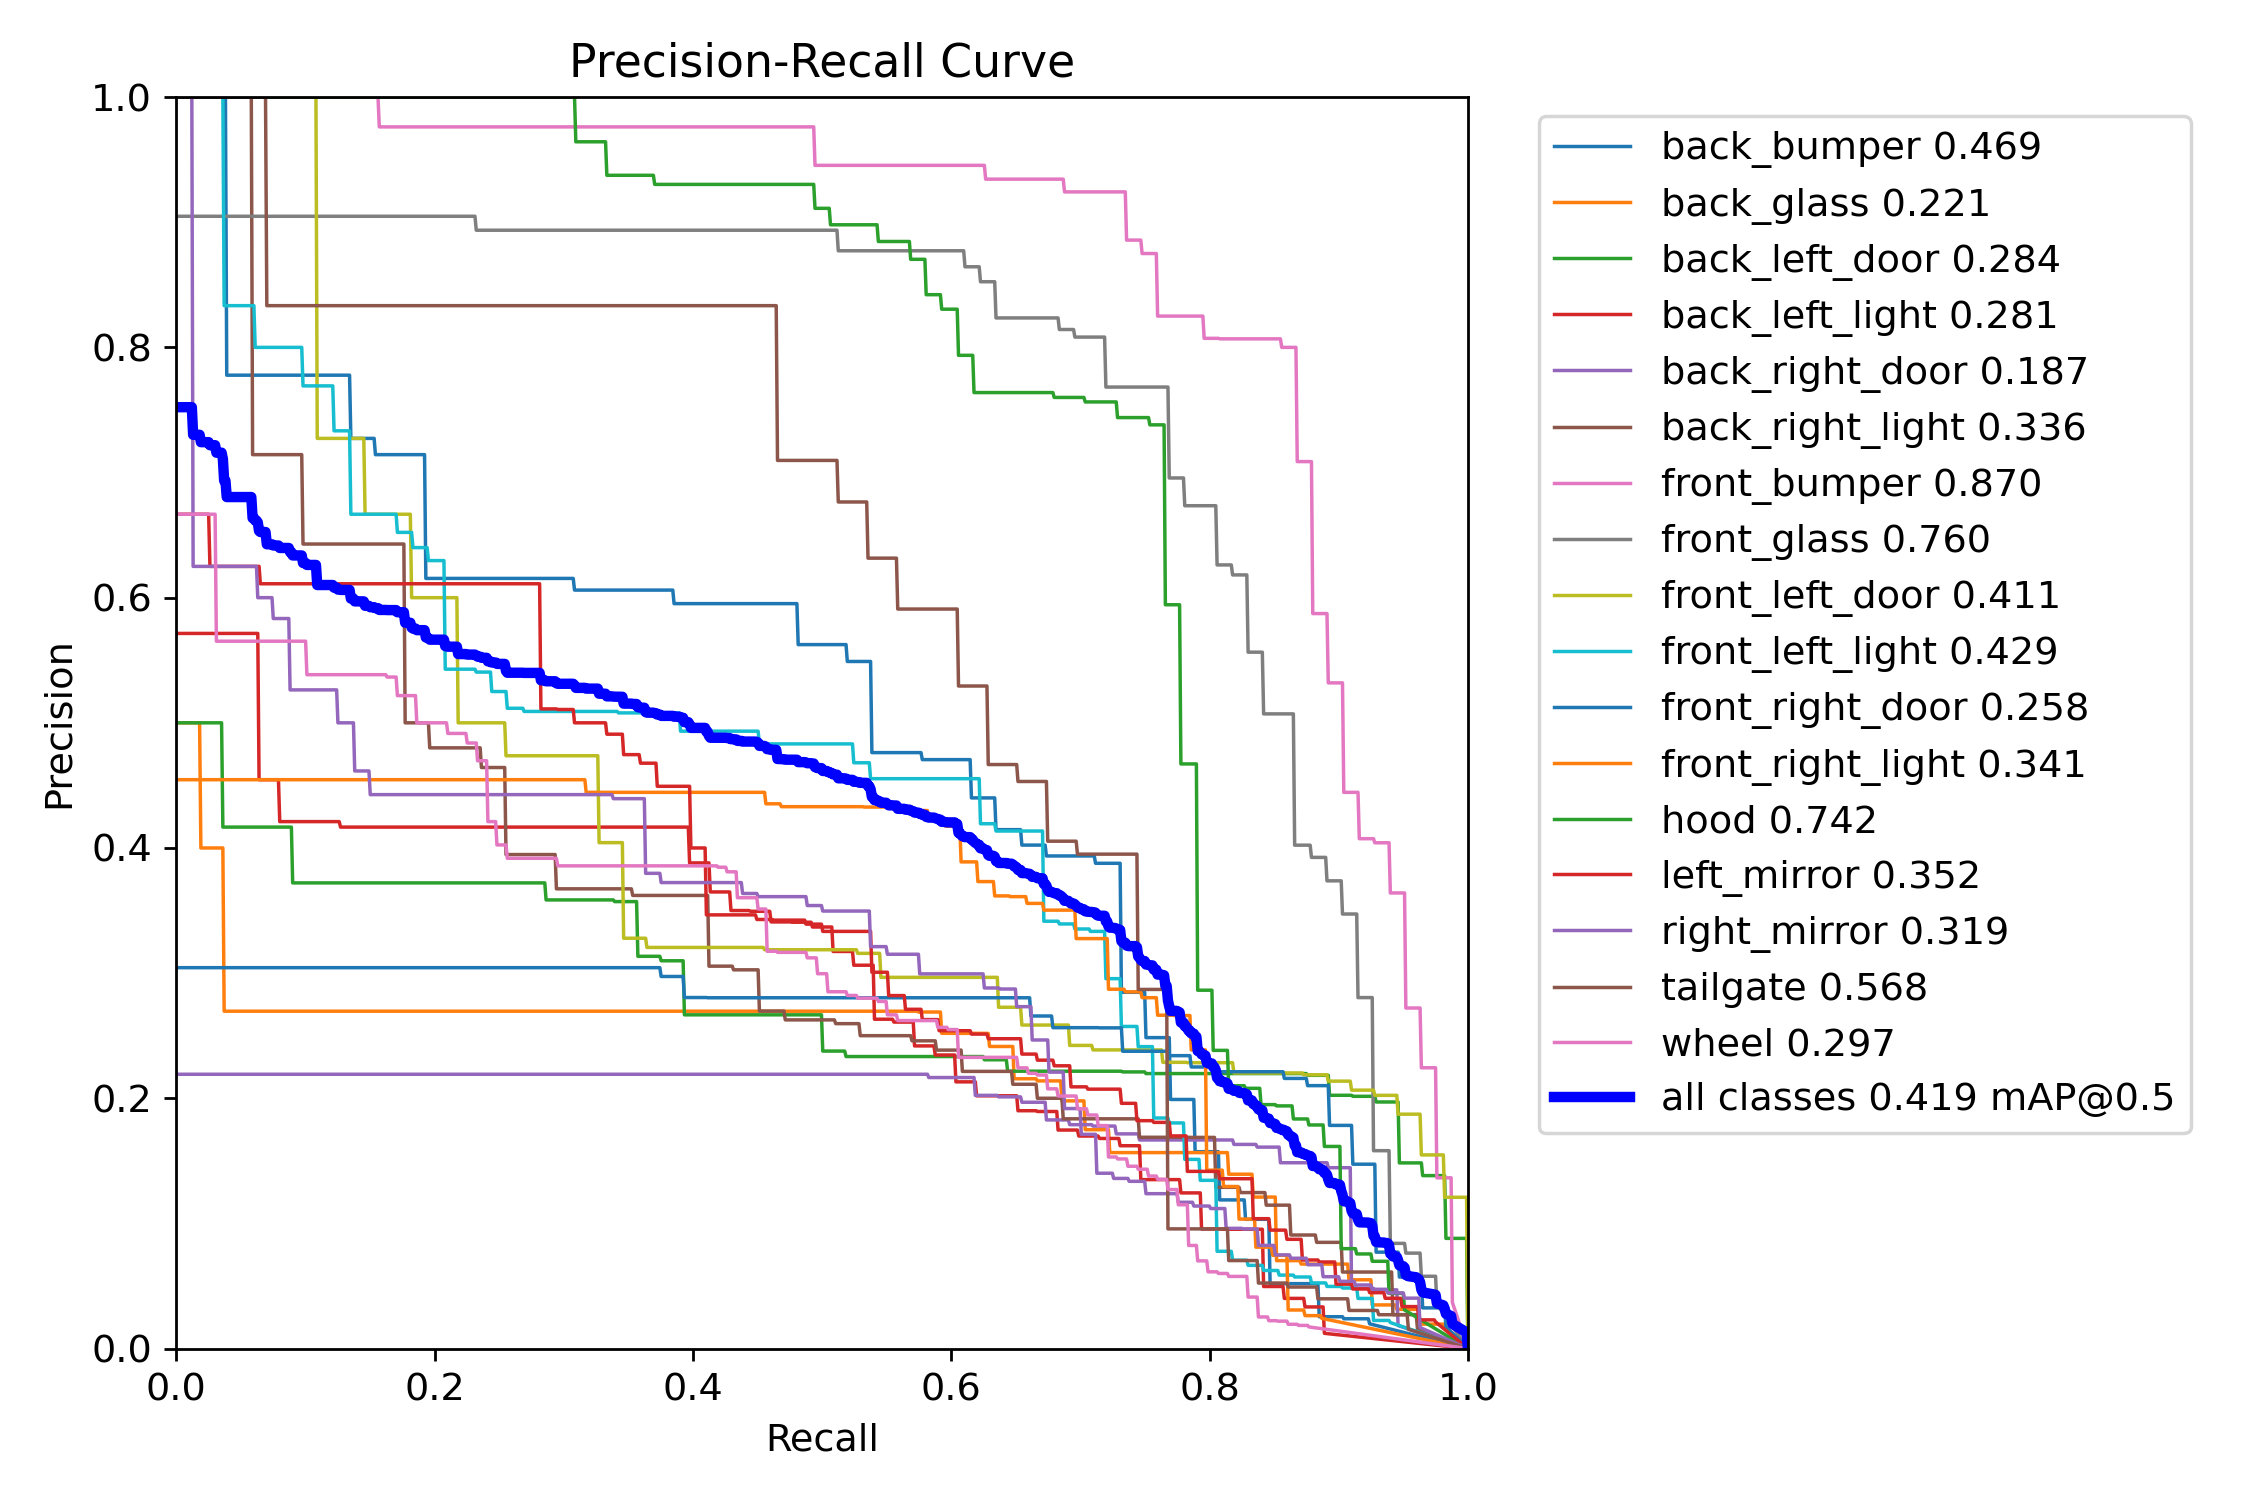 Precision-Recall Curve
1.0
0.8
0.6
0.4
0.2
0.0
Precision
0.0 0.2 0.4 0.6 0.8 1.0
Recall
back_bumper 0.469
back_glass 0.221
back_left_door 0.284
back_left_light 0.281
back_right_door 0.187
back_right_light 0.336
front_bumper 0.870
front_glass 0.760
front_left_door 0.411
front_left_light 0.429
front_right_door 0.258
front_right_light 0.341
hood 0.742
left_mirror 0.352
right_mirror 0.319
tailgate 0.568
wheel 0.297
all classes 0.419 mAP@0.5